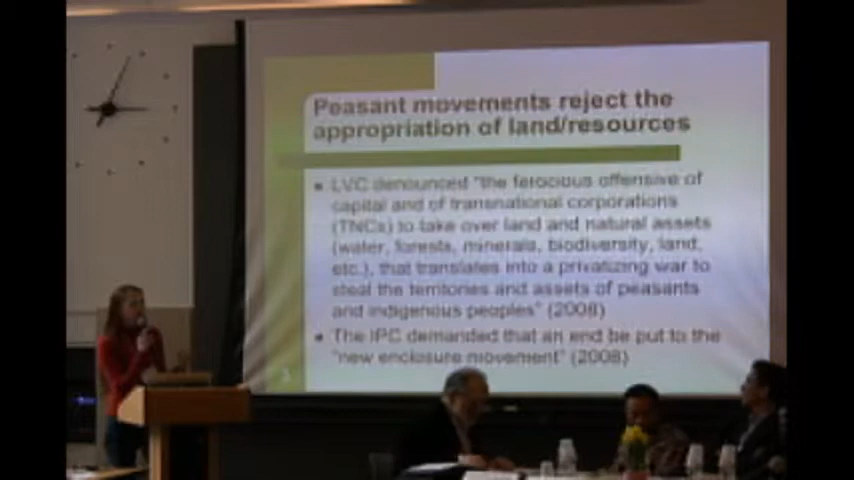 Peasant movements reject the
appropriation of land/resources
LVC denounced "the ferocious offensive of
capital and of transnational corporations
(TNCs) to take over land and natural assets
(water, forests, minerals, biodiversity, land,
etc.), that translates into a privatizing war to
steal the territories and assets of peasants
and indigenous peoples" (2008)
The IPC demanded that an end be put to the
"new enclosure movement" (2008)